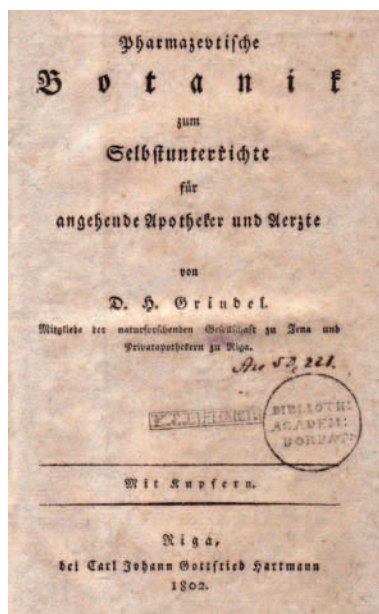 Pharmazevtische
Botanik
zum
Selbstunterrichte
für
angehende Apotheker und Aerzte
von
D. H. Grindel.
Mitgliede der naturforschenden Gesellschaft zu Jena und
Privatapothekern zu Riga.
BIBLIOTH:
ACADEM:
DORPAT:
Mit Kupfern.
Riga,
bei Carl Johann Gottfried Hartmann
1802.